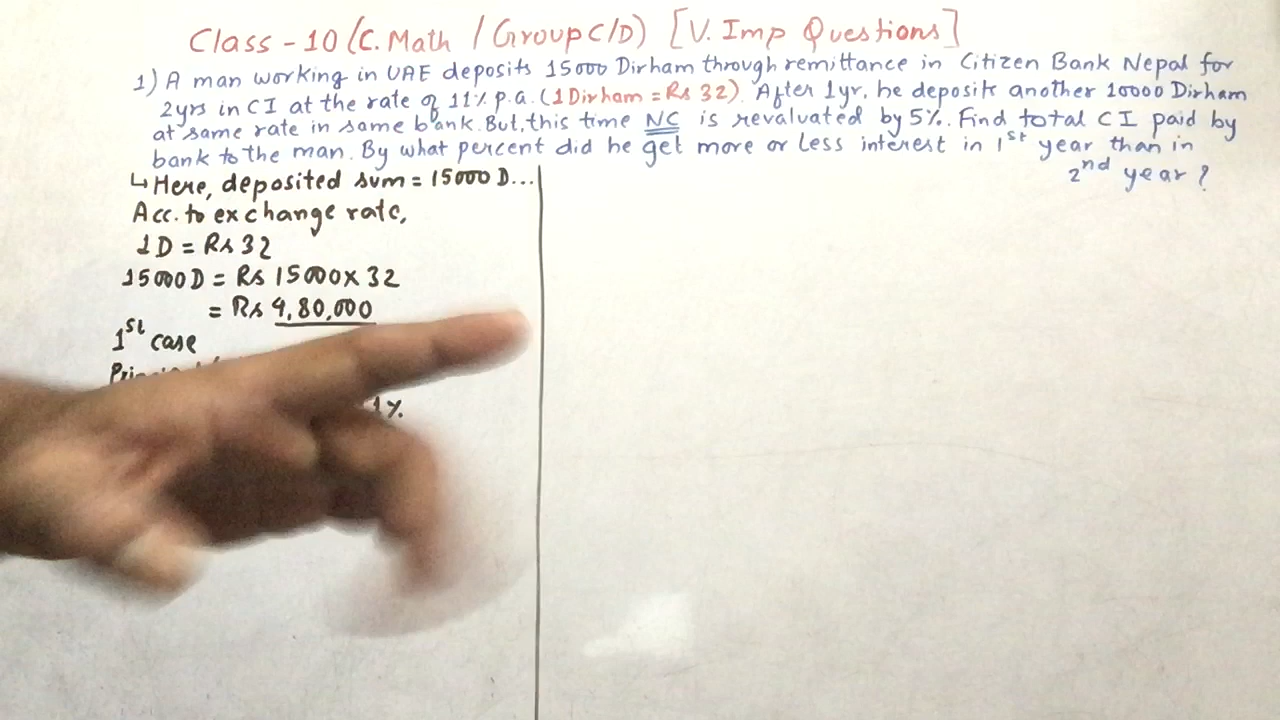 Class - 10 (C. Math / Group C/D) [V. Imp Questions]
1) A man working in UAE deposits 15000 Dirham through remittance in Citizen Bank Nepal for
2yrs in CI at the rate of 11% p.a. (1 Dirham = Rs 32). After 1yr. he deposits another 10000 Dirham
at same rate in same bank. But, this time NC is revaluated by 5%. Find total CI paid by
bank to the man. By what percent did he get more or less interest in 1st year than in
2nd year ?
↳ Here, deposited sum = 15000 D...
Acc. to exchange rate,
1D = Rs 32
15000 D = Rs 15000 x 32
= Rs 4,80,000
1st case
1%